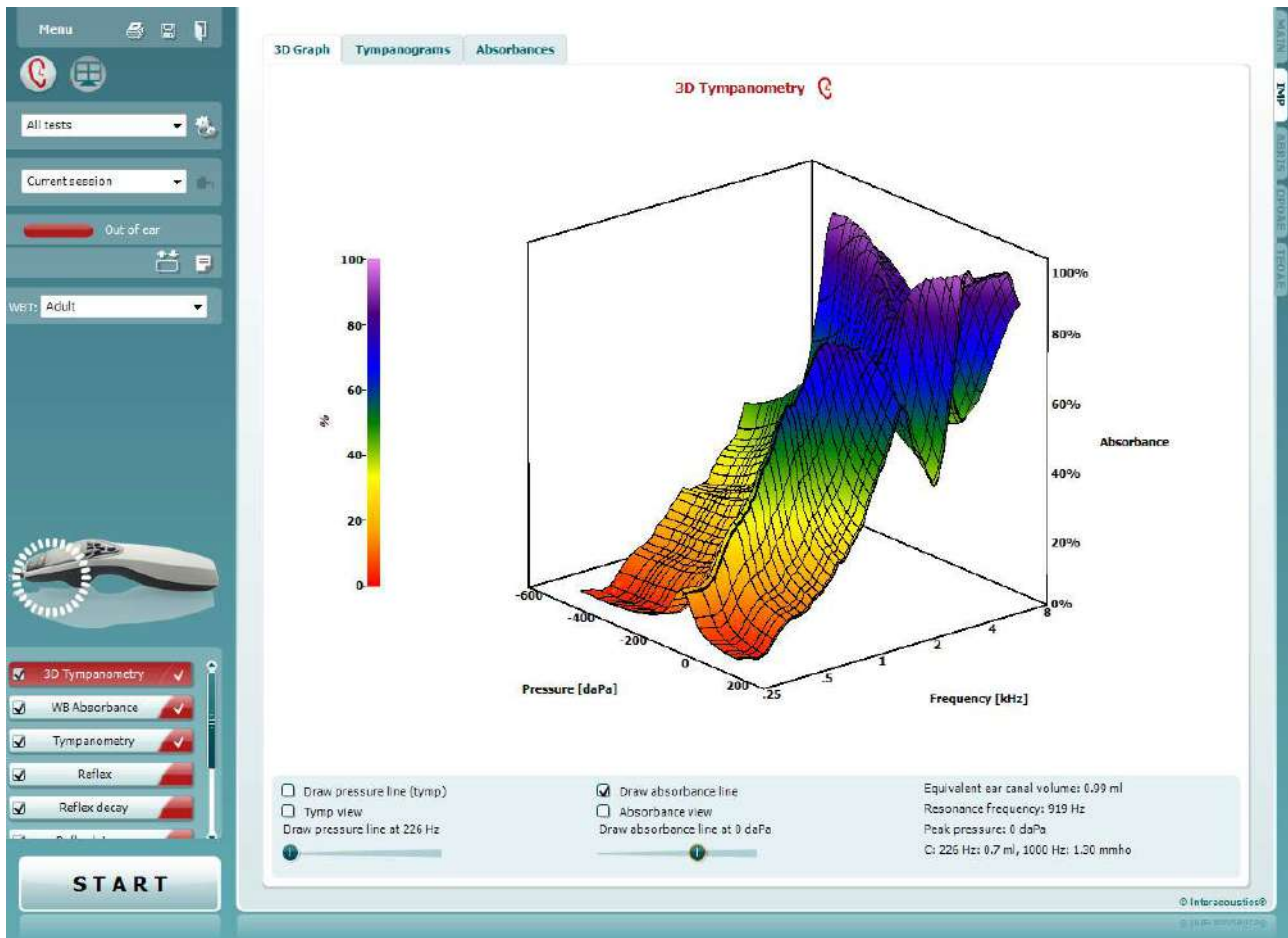 Menu
All tests
Current session
Out of ear
WBT: Adult
3D Tympanometry
WB Absorbance
Tympanometry
Reflex
Reflex decay
START
3D Graph Tympanograms Absorbances
3D Tympanometry
100
80
60
%
40
20
0
100%
80%
60%
Absorbance
40%
20%
0%
-600
-400
-200
0
200
Pressure [daPa]
.25
.5
1
2
4
8
Frequency [kHz]
Draw pressure line (tymp)
Tymp view
Draw pressure line at 226 Hz
Draw absorbance line
Absorbance view
Draw absorbance line at 0 daPa
Equivalent ear canal volume: 0.99 ml
Resonance frequency: 919 Hz
Peak pressure: 0 daPa
C: 226 Hz: 0.7 ml, 1000 Hz: 1.30 mmho
© Interacoustics®
IMP
ABRIS
DPOAE
TEOAE